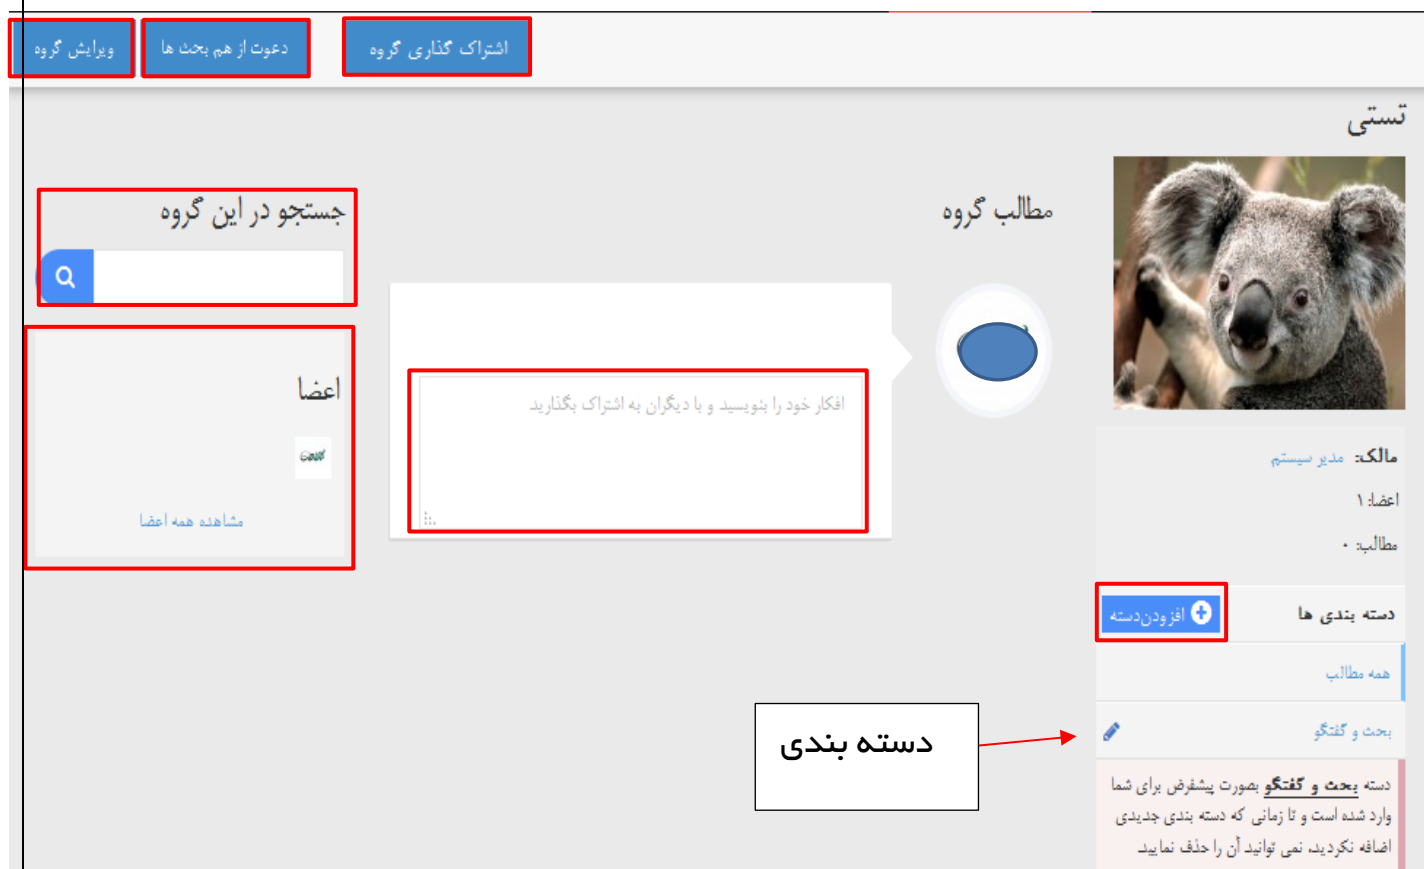 اشتراک گذاری گروه
دعوت از هم بحث ها
ویرایش گروه
تستی
مالک: مدیر سیستم
اعضا: ۱
مطالب: ۰
دسته بندی ها
افزودن‌دسته
همه مطالب
بحث و گفتگو
دسته بحث و گفتگو بصورت پیشفرض برای شما
وارد شده است و تا زمانی که دسته بندی جدیدی
اضافه نکردید، نمی توانید آن را حذف نمایید.
مطالب گروه
افکار خود را بنویسید و با دیگران به اشتراک بگذارید
دسته بندی
جستجو در این گروه
اعضا
مشاهده همه اعضا